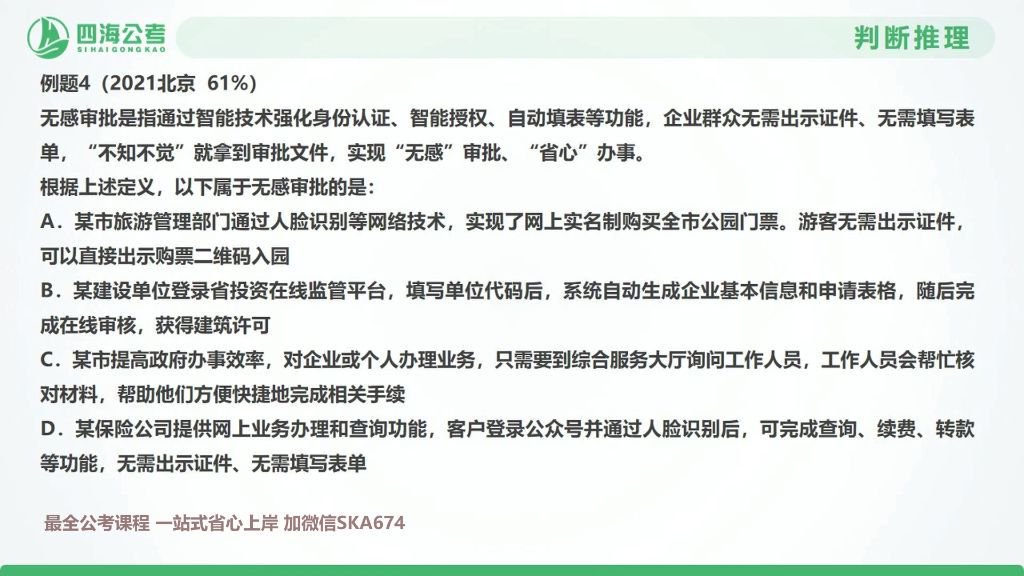 四海公考
SIHAIGONGKAO
判断推理
例题4（2021北京 61%）
无感审批是指通过智能技术强化身份认证、智能授权、自动填表等功能，企业群众无需出示证件、无需填写表
单，“不知不觉”就拿到审批文件，实现“无感”审批、“省心”办事。
根据上述定义，以下属于无感审批的是：
A．某市旅游管理部门通过人脸识别等网络技术，实现了网上实名制购买全市公园门票。游客无需出示证件，
可以直接出示购票二维码入园
B．某建设单位登录省投资在线监管平台，填写单位代码后，系统自动生成企业基本信息和申请表格，随后完
成在线审核，获得建筑许可
C．某市提高政府办事效率，对企业或个人办理业务，只需要到综合服务大厅询问工作人员，工作人员会帮忙核
对材料，帮助他们方便快捷地完成相关手续
D．某保险公司提供网上业务办理和查询功能，客户登录公众号并通过人脸识别后，可完成查询、续费、转款
等功能，无需出示证件、无需填写表单
最全公考课程 一站式省心上岸 加微信SKA674